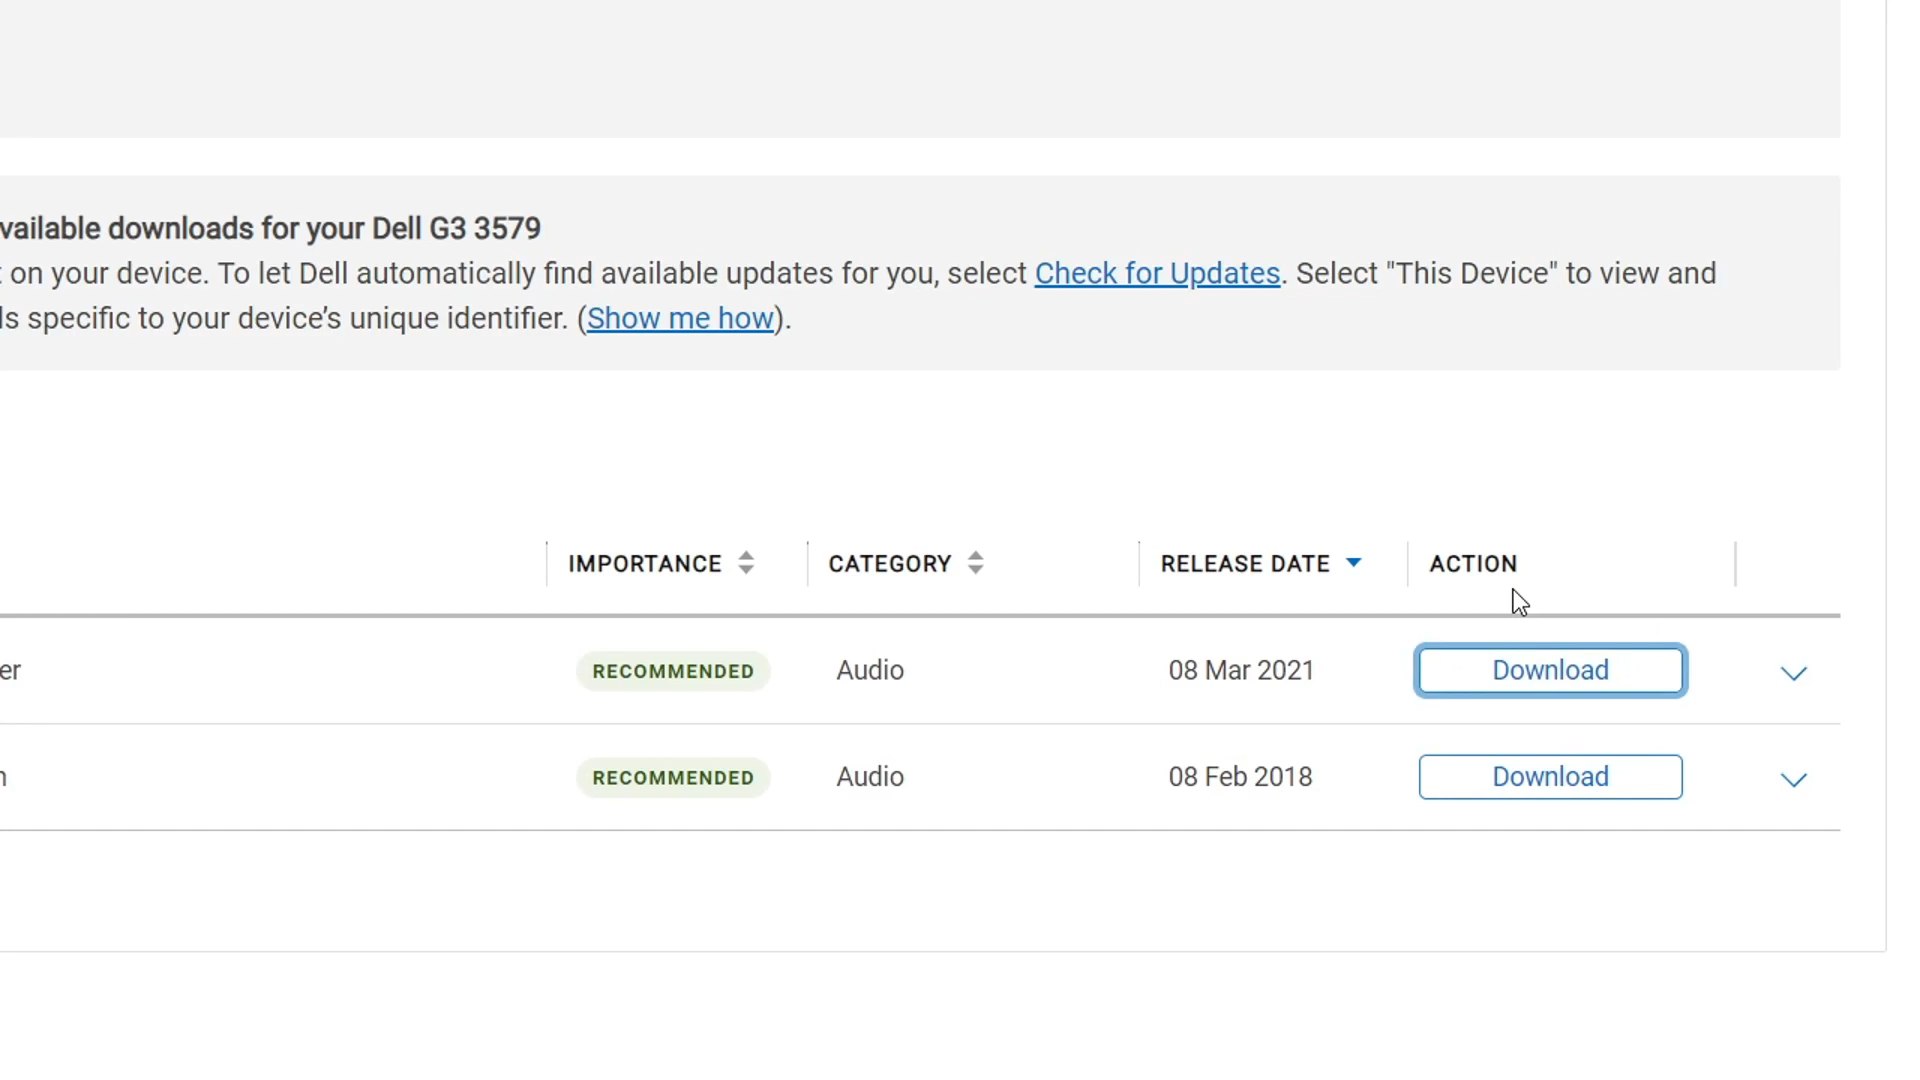 vailable downloads for your Dell G3 3579
on your device. To let Dell automatically find available updates for you, select Check for Updates. Select "This Device" to view and
ls specific to your device’s unique identifier. (Show me how).
IMPORTANCE CATEGORY RELEASE DATE ACTION
er RECOMMENDED Audio 08 Mar 2021 Download
RECOMMENDED Audio 08 Feb 2018 Download